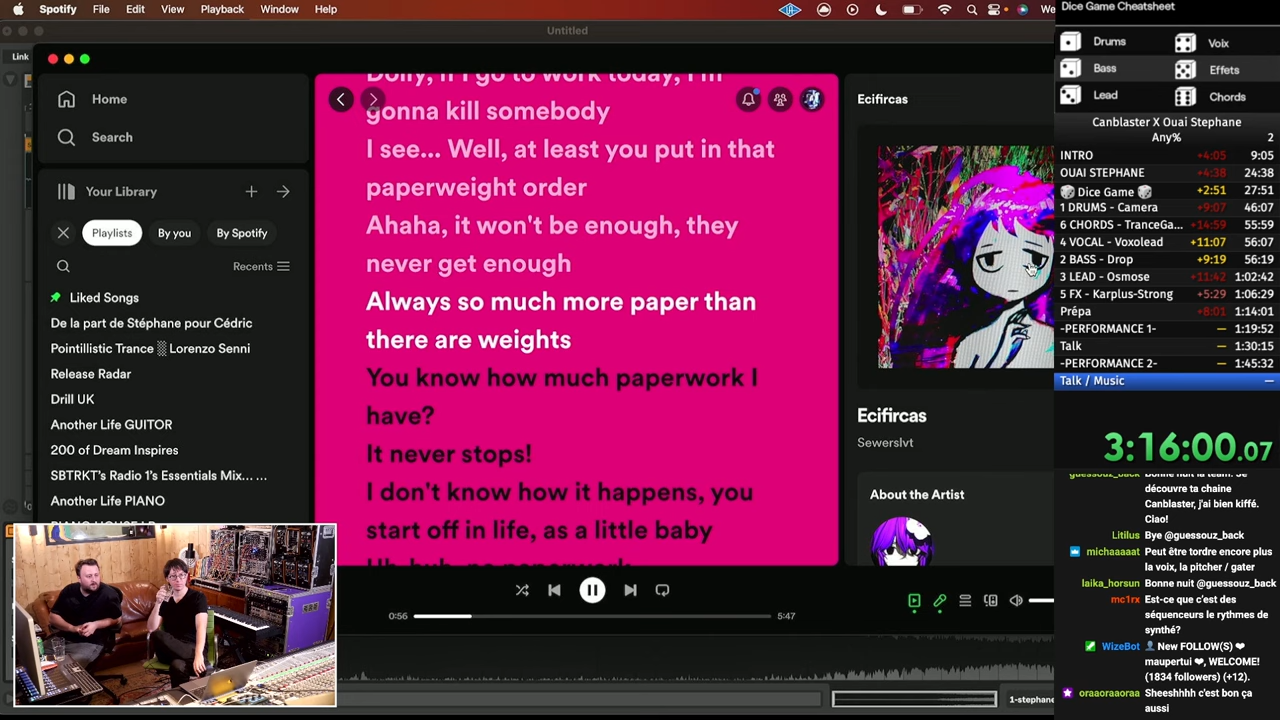 Spotify File Edit View Playback Window Help
Untitled
Link
Home
Search
Your Library
Playlists By you By Spotify
Recents
Liked Songs
De la part de Stéphane pour Cédric
Pointillistic Trance ░ Lorenzo Senni
Release Radar
Drill UK
Another Life GUITOR
200 of Dream Inspires
SBTRKT's Radio 1's Essentials Mix... ...
Another Life PIANO
Dolly, if I go to work today, I'm
gonna kill somebody
I see... Well, at least you put in that
paperweight order
Ahaha, it won't be enough, they
never get enough
Always so much more paper than
there are weights
You know how much paperwork I
have?
It never stops!
I don't know how it happens, you
start off in life, as a little baby
Uh huh, no paperwork
0:56 5:47
Ecifircas
Ecifircas
Sewerslvt
About the Artist
1-stephane
Dice Game Cheatsheet
Drums Voix
Bass Effets
Lead Chords
Canblaster X Ouai Stephane
Any% 2
INTRO +4:05 9:05
OUAI STEPHANE +4:38 24:38
🎲 Dice Game 🎲 +2:51 27:51
1 DRUMS - Camera +9:07 46:07
6 CHORDS - TranceGa... +14:59 55:59
4 VOCAL - Voxolead +11:07 56:07
2 BASS - Drop +9:19 56:19
3 LEAD - Osmose +11:42 1:02:42
5 FX - Karplus-Strong +5:29 1:06:29
Prépa +8:01 1:14:01
-PERFORMANCE 1- — 1:19:52
Talk — 1:30:15
-PERFORMANCE 2- — 1:45:32
Talk / Music —
3:16:00.07
guessouz_back Bonne nuit la team. Je
découvre ta chaine
Canblaster, j'ai bien kiffé.
Ciao!
Litilus Bye @guessouz_back
michaaaaat Peut être tordre encore plus
la voix, la pitcher / gater
laika_horsun Bonne nuit @guessouz_back
mc1rx Est-ce que c'est des
séquenceurs le rythmes de
synthé?
WizeBot 👤 New FOLLOW(S) ❤
maupertui ❤, WELCOME!
(1834 followers) (+12).
oraaoraaoraa Sheeshhhh c'est bon ça
aussi